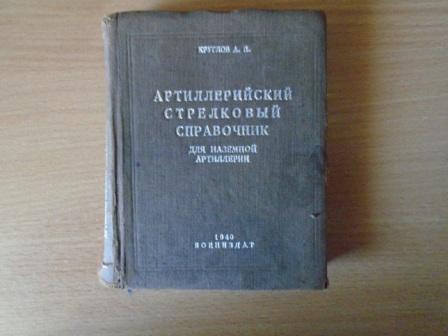 КРУГЛОВ А. П.
АРТИЛЛЕРИЙСКИЙ
СТРЕЛКОВЫЙ
СПРАВОЧНИК
ДЛЯ НАЗЕМНОЙ
АРТИЛЛЕРИИ
1940
ВОЕНИЗДАТ